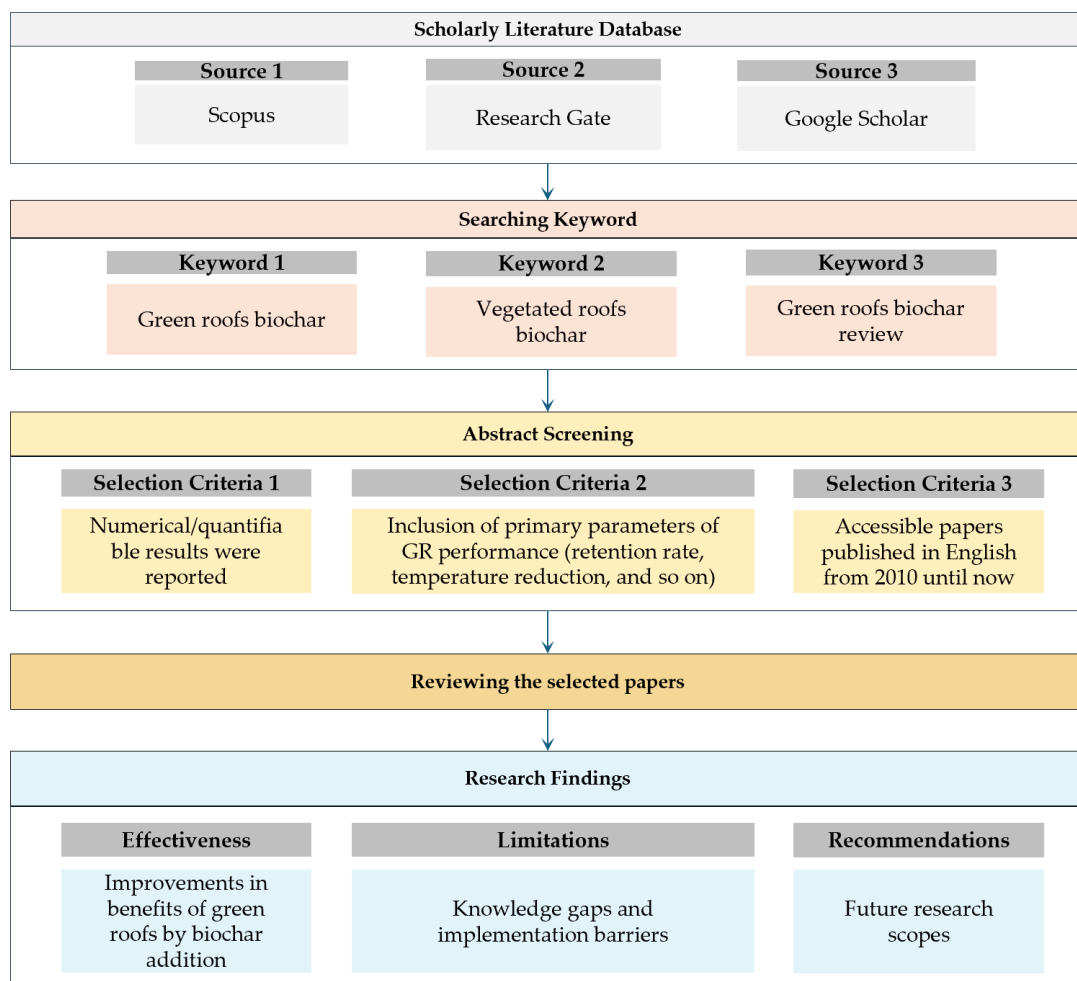 Scholarly Literature Database
Source 1
Source 2
Source 3
Scopus
Research Gate
Google Scholar
Searching Keyword
Keyword 1
Keyword 2
Keyword 3
Green roofs biochar
Vegetated roofs
biochar
Green roofs biochar
review
Abstract Screening
Selection Criteria 1
Selection Criteria 2
Selection Criteria 3
Numerical/quantifia
ble results were
reported
Inclusion of primary parameters of
GR performance (retention rate,
temperature reduction, and so on)
Accessible papers
published in English
from 2010 until now
Reviewing the selected papers
Research Findings
Effectiveness
Limitations
Recommendations
Improvements in
benefits of green
roofs by biochar
addition
Knowledge gaps and
implementation barriers
Future research
scopes